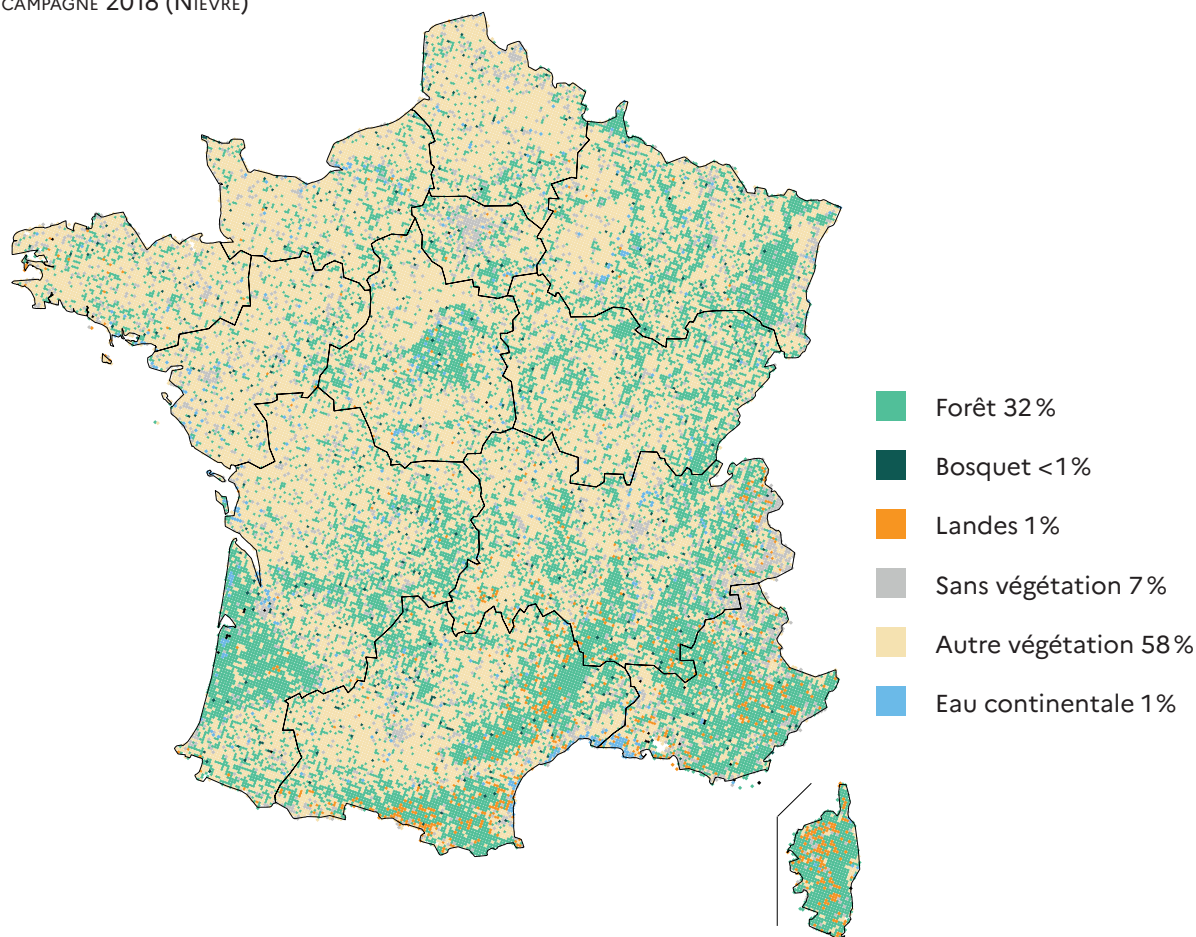 CAMPAGNE 2018 (NIÈVRE)
Forêt 32 %
Bosquet <1 %
Landes 1 %
Sans végétation 7 %
Autre végétation 58 %
Eau continentale 1 %